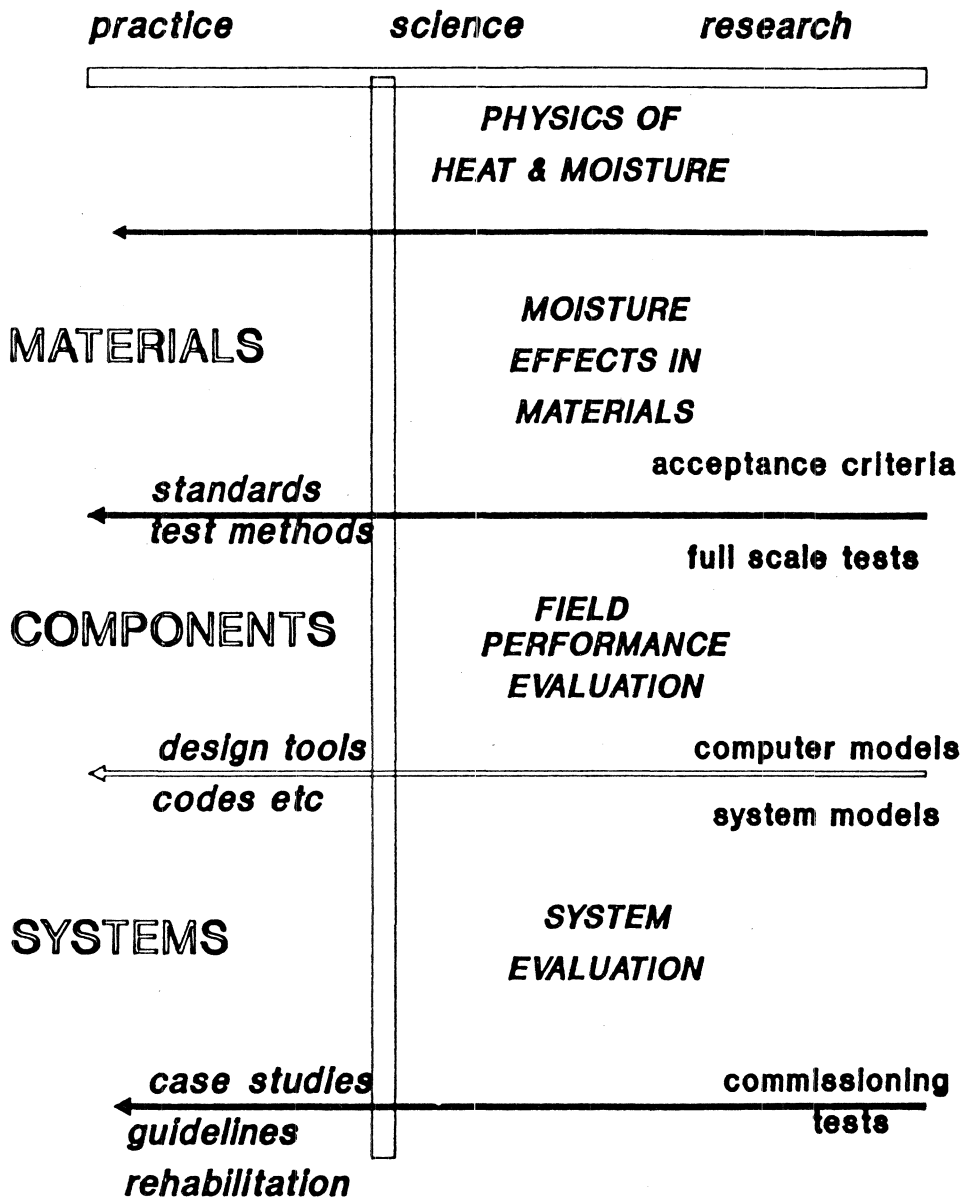 practice science research
PHYSICS OF
HEAT & MOISTURE
MATERIALS
MOISTURE
EFFECTS IN
MATERIALS
acceptance criteria
standards
test methods
full scale tests
COMPONENTS
FIELD
PERFORMANCE
EVALUATION
design tools
computer models
codes etc
system models
SYSTEMS
SYSTEM
EVALUATION
case studies
commissioning
tests
guidelines
rehabilitation